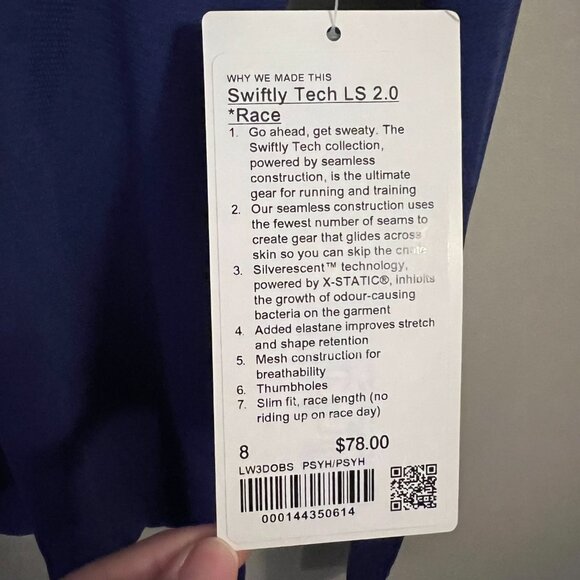 WHY WE MADE THIS
Swiftly Tech LS 2.0
*Race
1. Go ahead, get sweaty. The
Swiftly Tech collection,
powered by seamless
construction, is the ultimate
gear for running and training
2. Our seamless construction uses
the fewest number of seams to
create gear that glides across
skin so you can skip the
3. Silverescent™ technology,
powered by X-STATIC®, inhibits
the growth of odour-causing
bacteria on the garment
4. Added elastane improves stretch
and shape retention
5. Mesh construction for
breathability
6. Thumbholes
7. Slim fit, race length (no
riding up on race day)
8 $78.00
LW3DOBS PSYH/PSYH
000144350614